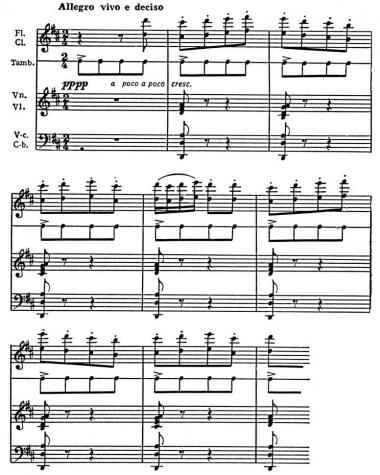 Allegro vivo e deciso
Fl.
Cl.
Tamb.
pppp a poco a poco cresc.
Vn.
Vl.
V-c.
C-b.